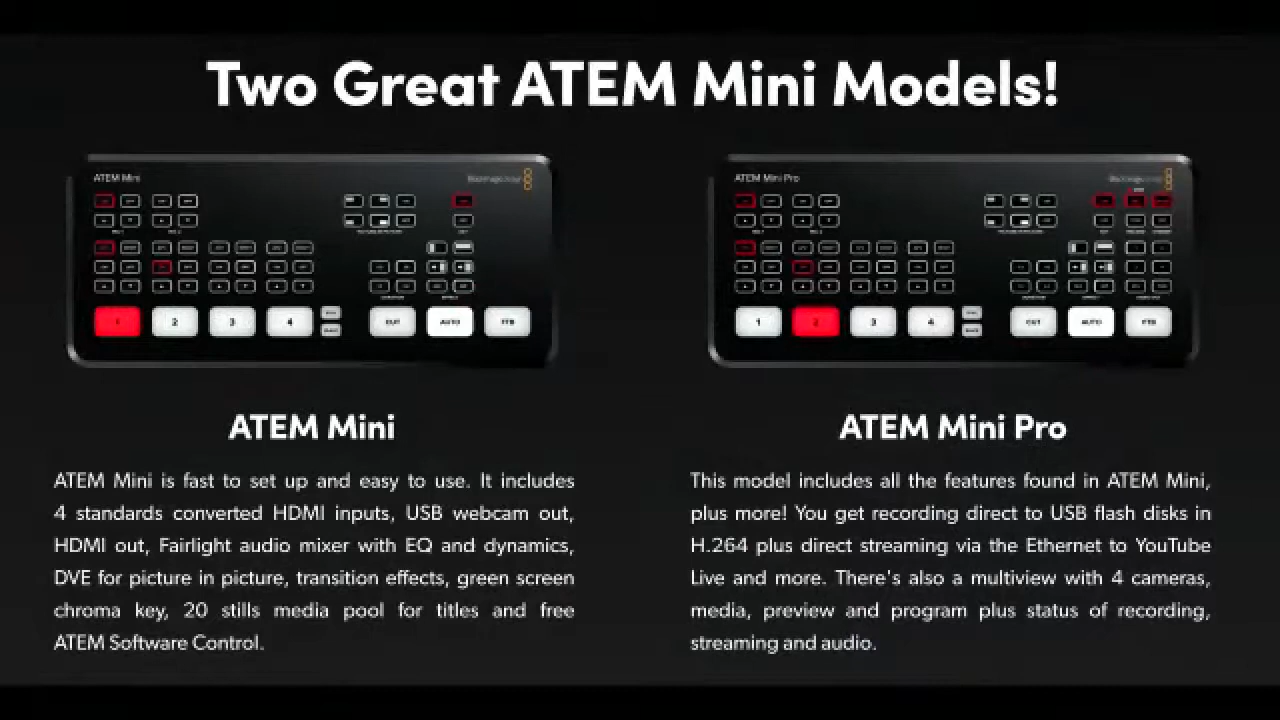 Two Great ATEM Mini Models!
ATEM Mini
ATEM Mini Pro
1 2 3 4 CUT AUTO FTB
1 2 3 4 CUT AUTO FTB
ATEM Mini
ATEM Mini is fast to set up and easy to use. It includes
4 standards converted HDMI inputs, USB webcam out,
HDMI out, Fairlight audio mixer with EQ and dynamics,
DVE for picture in picture, transition effects, green screen
chroma key, 20 stills media pool for titles and free
ATEM Software Control.
ATEM Mini Pro
This model includes all the features found in ATEM Mini,
plus more! You get recording direct to USB flash disks in
H.264 plus direct streaming via the Ethernet to YouTube
Live and more. There's also a multiview with 4 cameras,
media, preview and program plus status of recording,
streaming and audio.